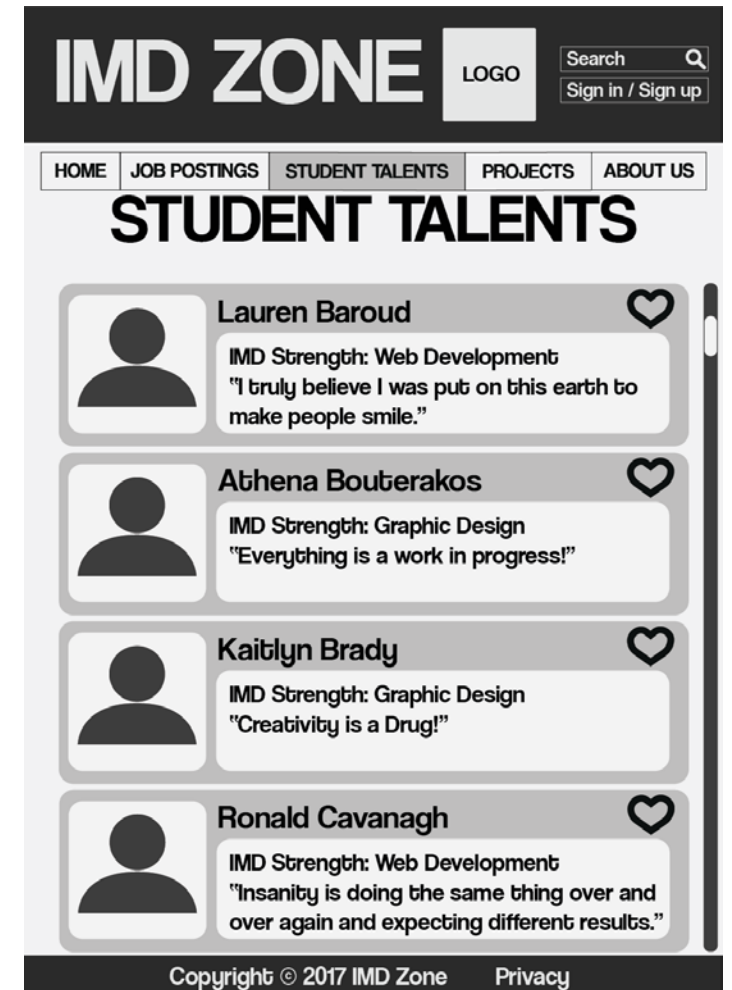 IMD ZONE
LOGO
Search
Sign in / Sign up
HOME JOB POSTINGS STUDENT TALENTS PROJECTS ABOUT US
STUDENT TALENTS
Lauren Baroud
IMD Strength: Web Development
"I truly believe I was put on this earth to
make people smile.”
Athena Bouterakos
IMD Strength: Graphic Design
"Everything is a work in progress!”
Kaitlyn Brady
IMD Strength: Graphic Design
"Creativity is a Drug!”
Ronald Cavanagh
IMD Strength: Web Development
"Insanity is doing the same thing over and
over again and expecting different results.”
Copyright © 2017 IMD Zone Privacy